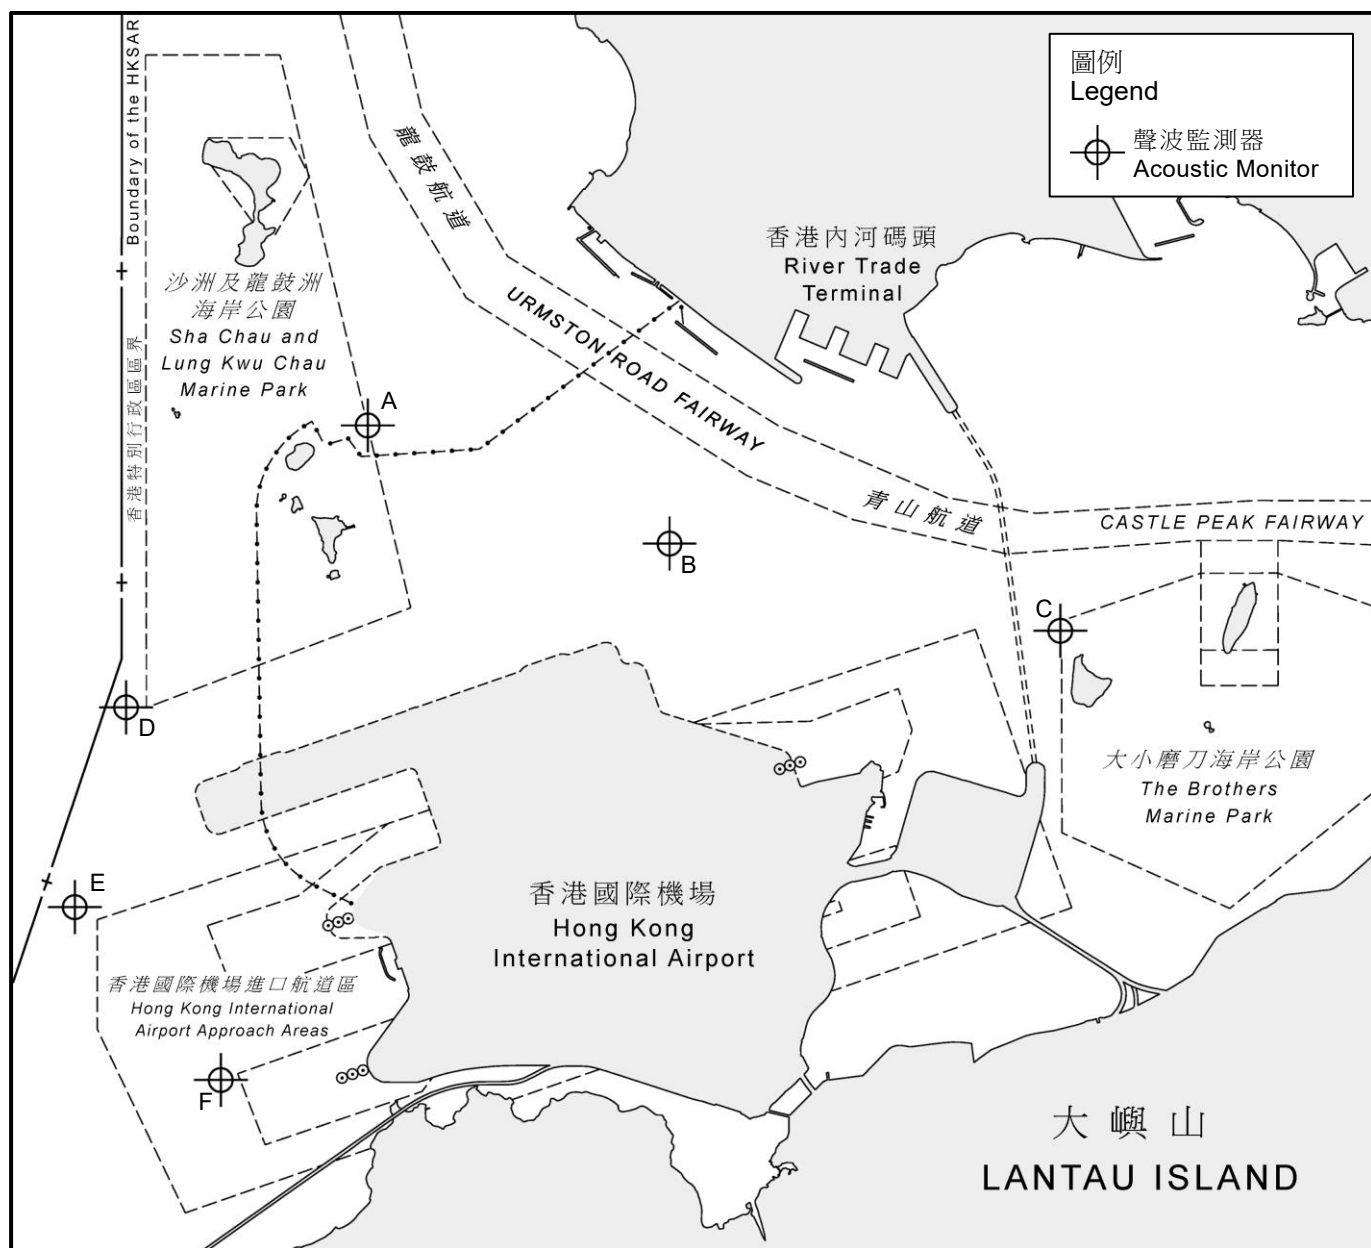 Boundary of the HKSAR
香港特別行政區區界
圖例
Legend
聲波監測器
Acoustic Monitor
龍鼓航道
香港內河碼頭
River Trade
Terminal
沙洲及龍鼓洲
海岸公園
Sha Chau and
Lung Kwu Chau
Marine Park
URMSTON ROAD FAIRWAY
A
青山航道
CASTLE PEAK FAIRWAY
B
C
D
大小磨刀海岸公園
The Brothers
Marine Park
E
香港國際機場
Hong Kong
International Airport
香港國際機場進口航道區
Hong Kong International
Airport Approach Areas
F
大嶼山
LANTAU ISLAND